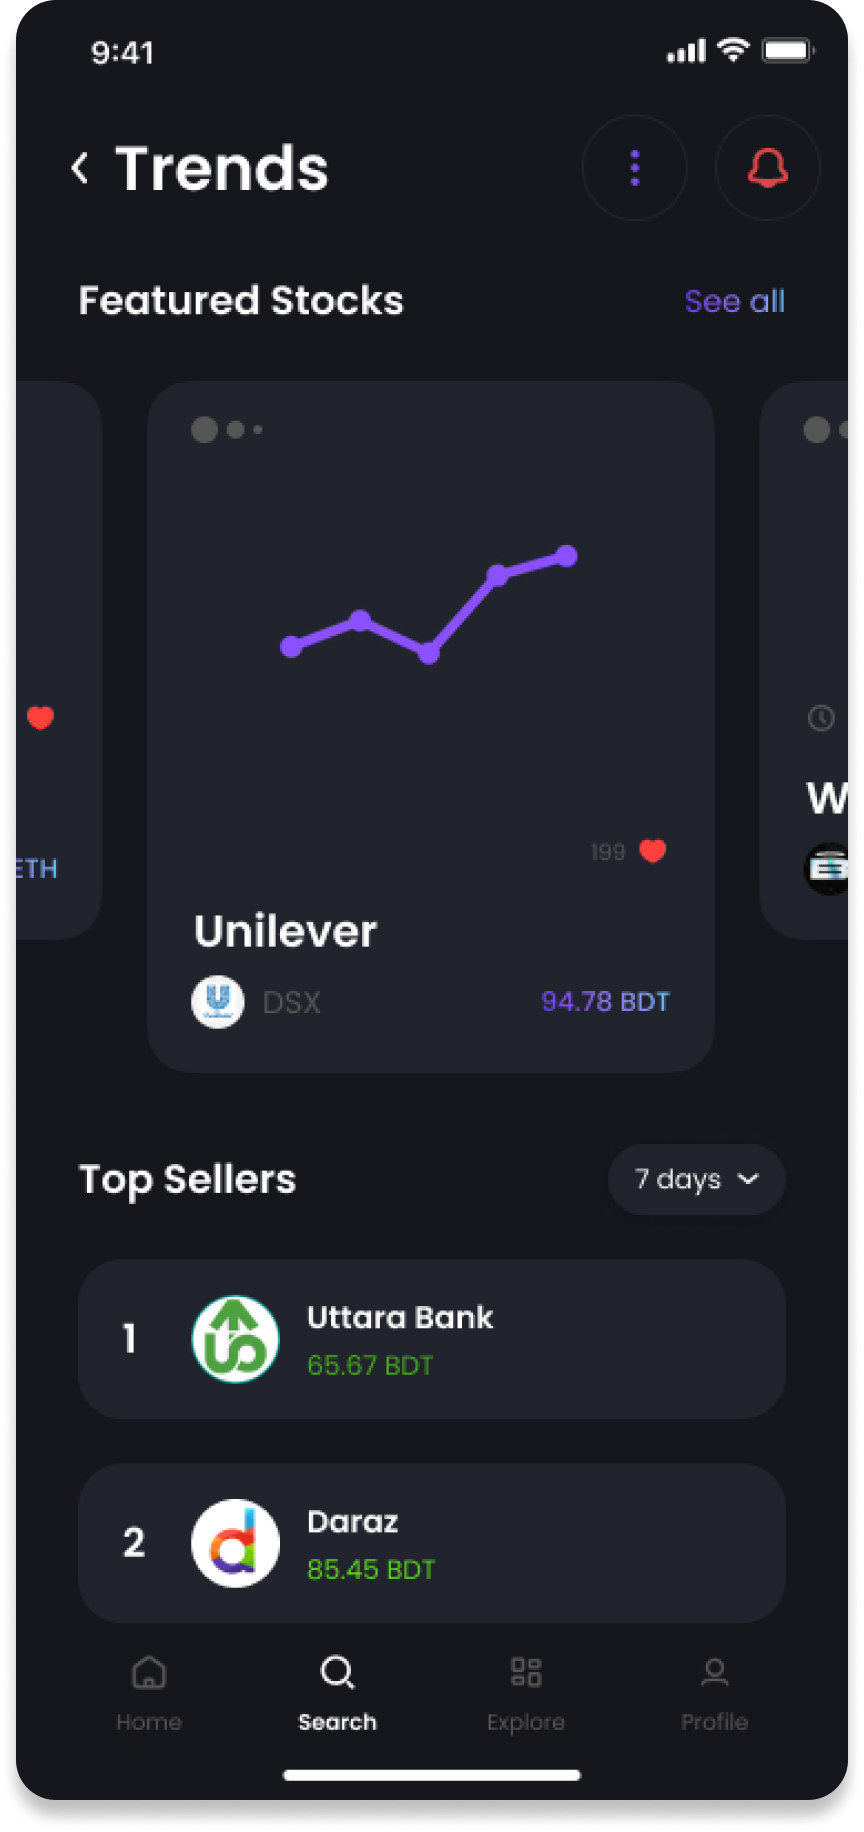 9:41
Trends
Featured Stocks
See all
199
ETH
W
Unilever
DSX
94.78 BDT
Top Sellers
7 days
1
Uttara Bank
65.67 BDT
2
Daraz
85.45 BDT
Home
Search
Explore
Profile